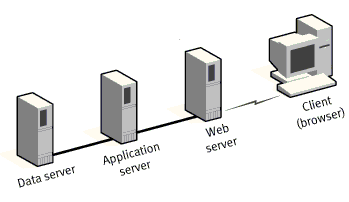 Data server
Application
server
Web
server
Client
(browser)